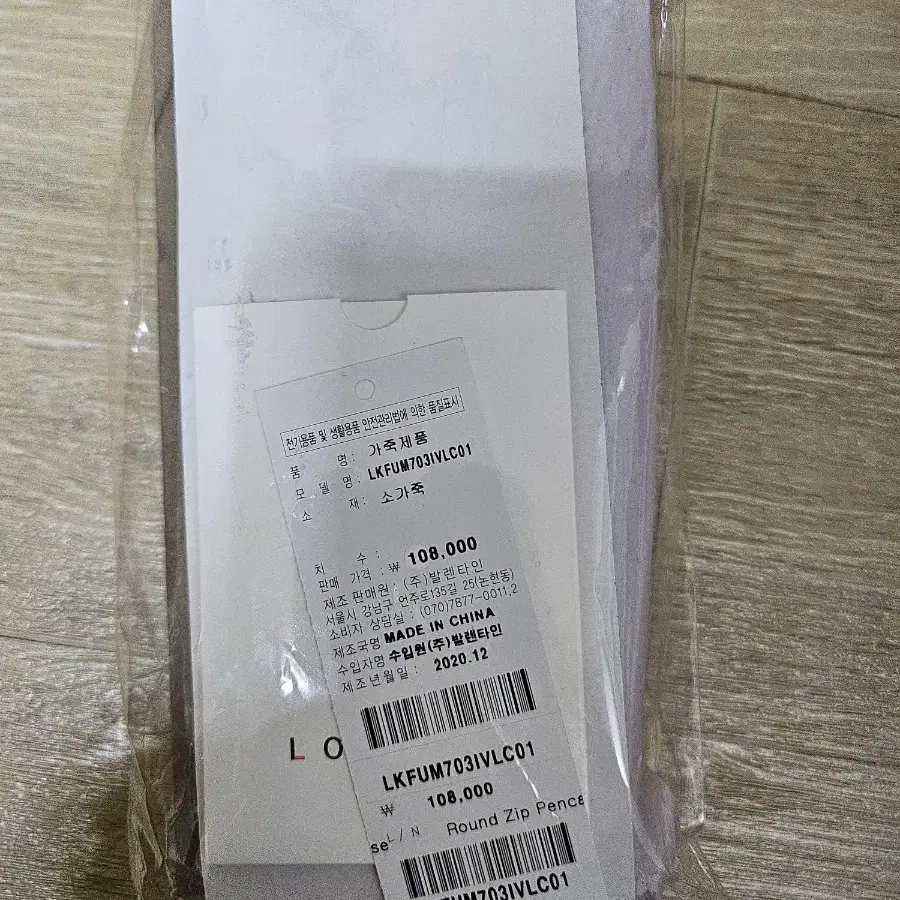 전기용품 및 생활용품 안전관리법에 의한 품질표시
품 명 : 가죽제품
모 델 명 : LKFUM703IVLC01
소 재 : 소가죽
치 수 :
판매 가격 : ₩ 108,000
제조 판매원 : (주)발렌타인
서울시 강남구 언주로135길 25(논현동)
소비자 상담실 : (070)7877-0011,2
제조국명 MADE IN CHINA
수입자명 수입원(주)발렌타인
제조년월일 : 2020.12
LO
LKFUM703IVLC01
₩ 108,000
L/N Round Zip Penca
se
FUM703IVLC01